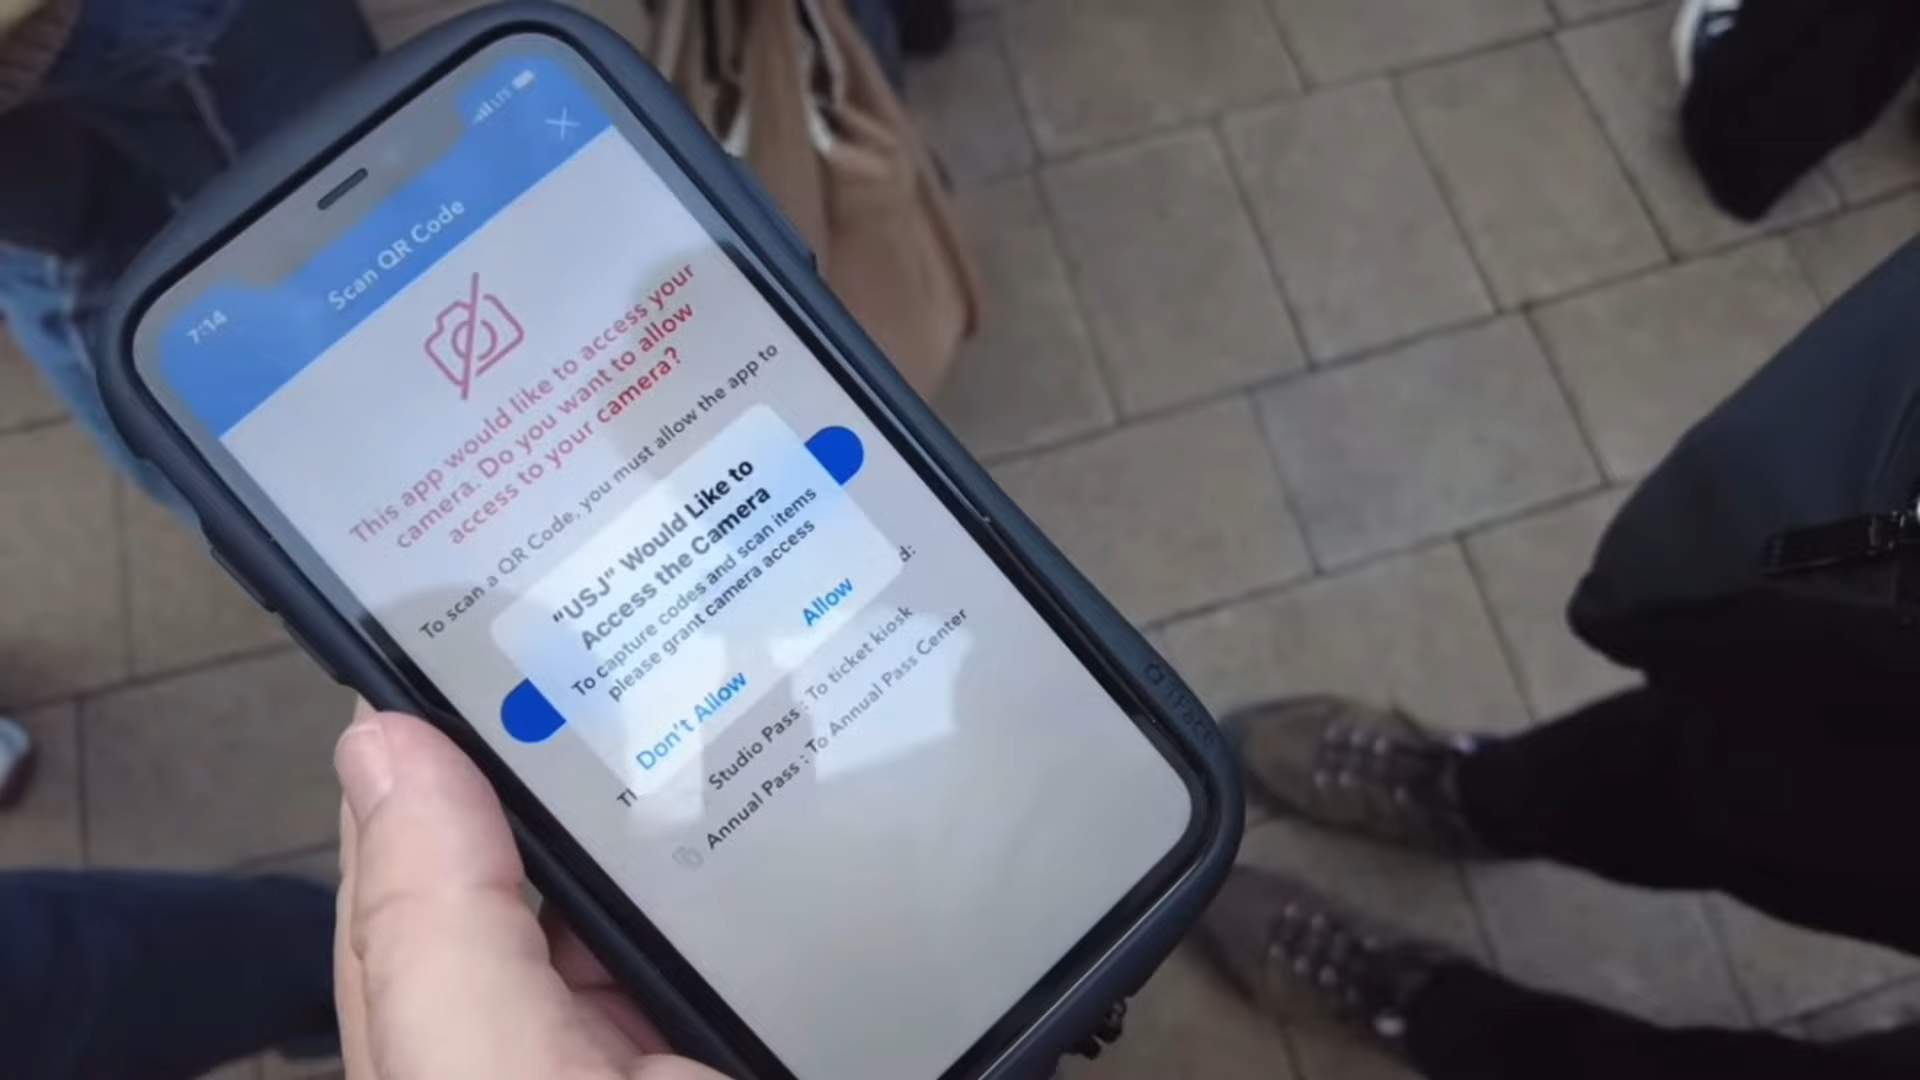 7:14
LTE
Scan QR Code
This app would like to access your
camera. Do you want to allow
access to your camera?
To scan a QR Code, you must allow the app to
"USJ" Would Like to
Access the Camera
To capture codes and scan items
please grant camera access
Don't Allow
Allow
d:
Th
Studio Pass : To ticket kiosk
Annual Pass : To Annual Pass Center
iFace